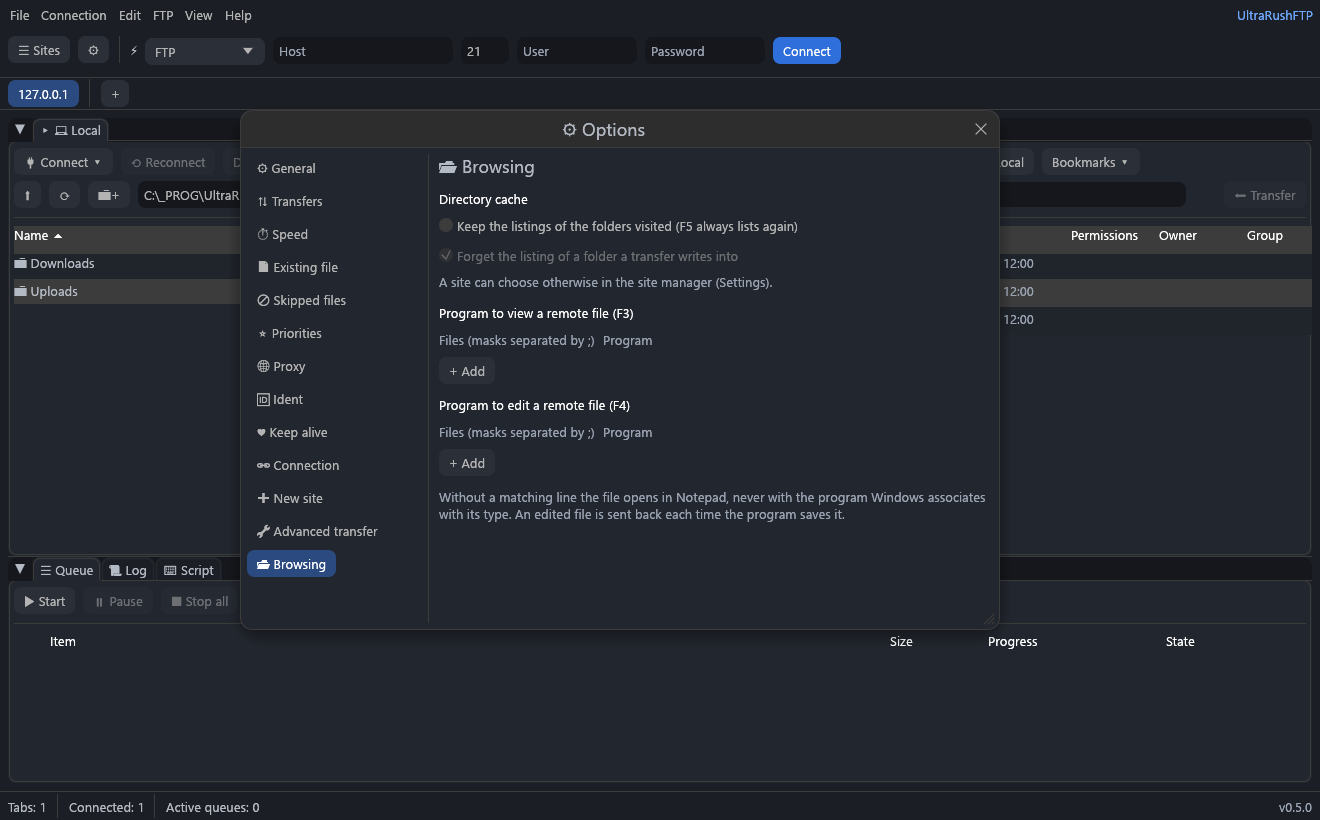 File Connection Edit FTP View Help UltraRushFTP
Sites FTP Host 21 User Password Connect
127.0.0.1 +
Local
Options
Connect Reconnect Bookmarks
C:\_PROG\UltraR Transfer
Name Permissions Owner Group
Downloads 12:00
Uploads 12:00
12:00
General
Transfers
Speed
Existing file
Skipped files
Priorities
Proxy
Ident
Keep alive
Connection
New site
Advanced transfer
Browsing
Browsing
Directory cache
Keep the listings of the folders visited (F5 always lists again)
Forget the listing of a folder a transfer writes into
A site can choose otherwise in the site manager (Settings).
Program to view a remote file (F3)
Files (masks separated by ;) Program
+ Add
Program to edit a remote file (F4)
Files (masks separated by ;) Program
+ Add
Without a matching line the file opens in Notepad, never with the program Windows associates
with its type. An edited file is sent back each time the program saves it.
Queue Log Script
Start Pause Stop all
Item Size Progress State
Tabs: 1 Connected: 1 Active queues: 0 v0.5.0